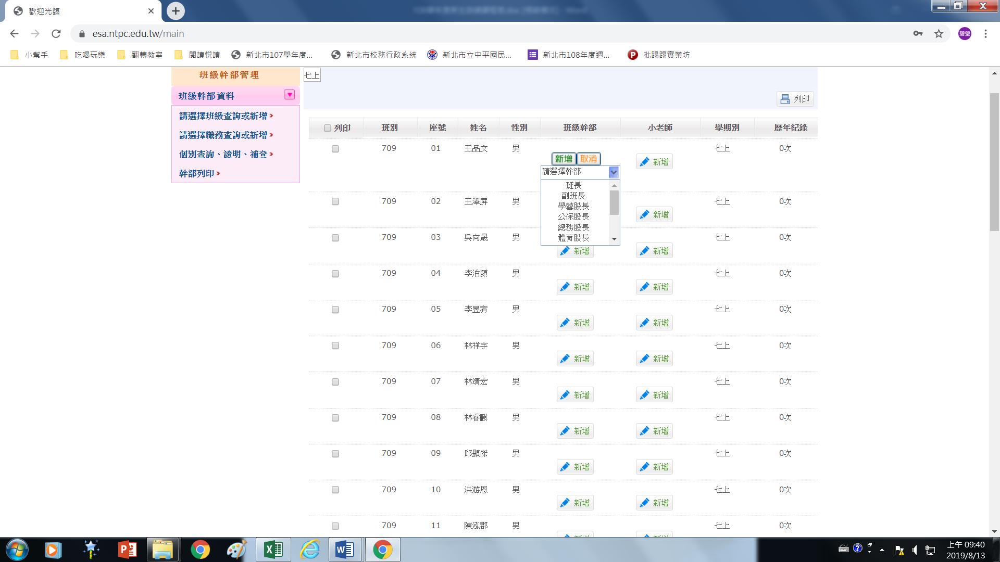 歡迎光臨
esa.ntpc.edu.tw/main
碧瑩
小幫手 吃喝玩樂 翻轉教室 閱讀悅讀 新北市107學年度... 新北市校務行政系統 新北市立中平國民... 新北市108年度週... 批踢踢實業坊
班級幹部管理
班級幹部資料
請選擇班級查詢或新增
請選擇職務查詢或新增
個別查詢、證明、補登
幹部列印
七上
列印
列印 班別 座號 姓名 性別 班級幹部 小老師 學期別 歷年紀錄
709 01 王品文 男 七上 0次
新增 取消 新增
請選擇幹部
班長
副班長
學藝股長
公保股長
總務股長
體育股長
709 02 王澤屏 男 七上 0次
新增
709 03 吳向晟 男 七上 0次
新增 新增
709 04 李泊潁 男 七上 0次
新增 新增
709 05 李昱宥 男 七上 0次
新增 新增
709 06 林祥宇 男 七上 0次
新增 新增
709 07 林靖宏 男 七上 0次
新增 新增
709 08 林睿麒 男 七上 0次
新增 新增
709 09 邱顯傑 男 七上 0次
新增 新增
709 10 洪游恩 男 七上 0次
新增 新增
709 11 陳泓郡 男 七上 0次
上午 09:40
2019/8/13